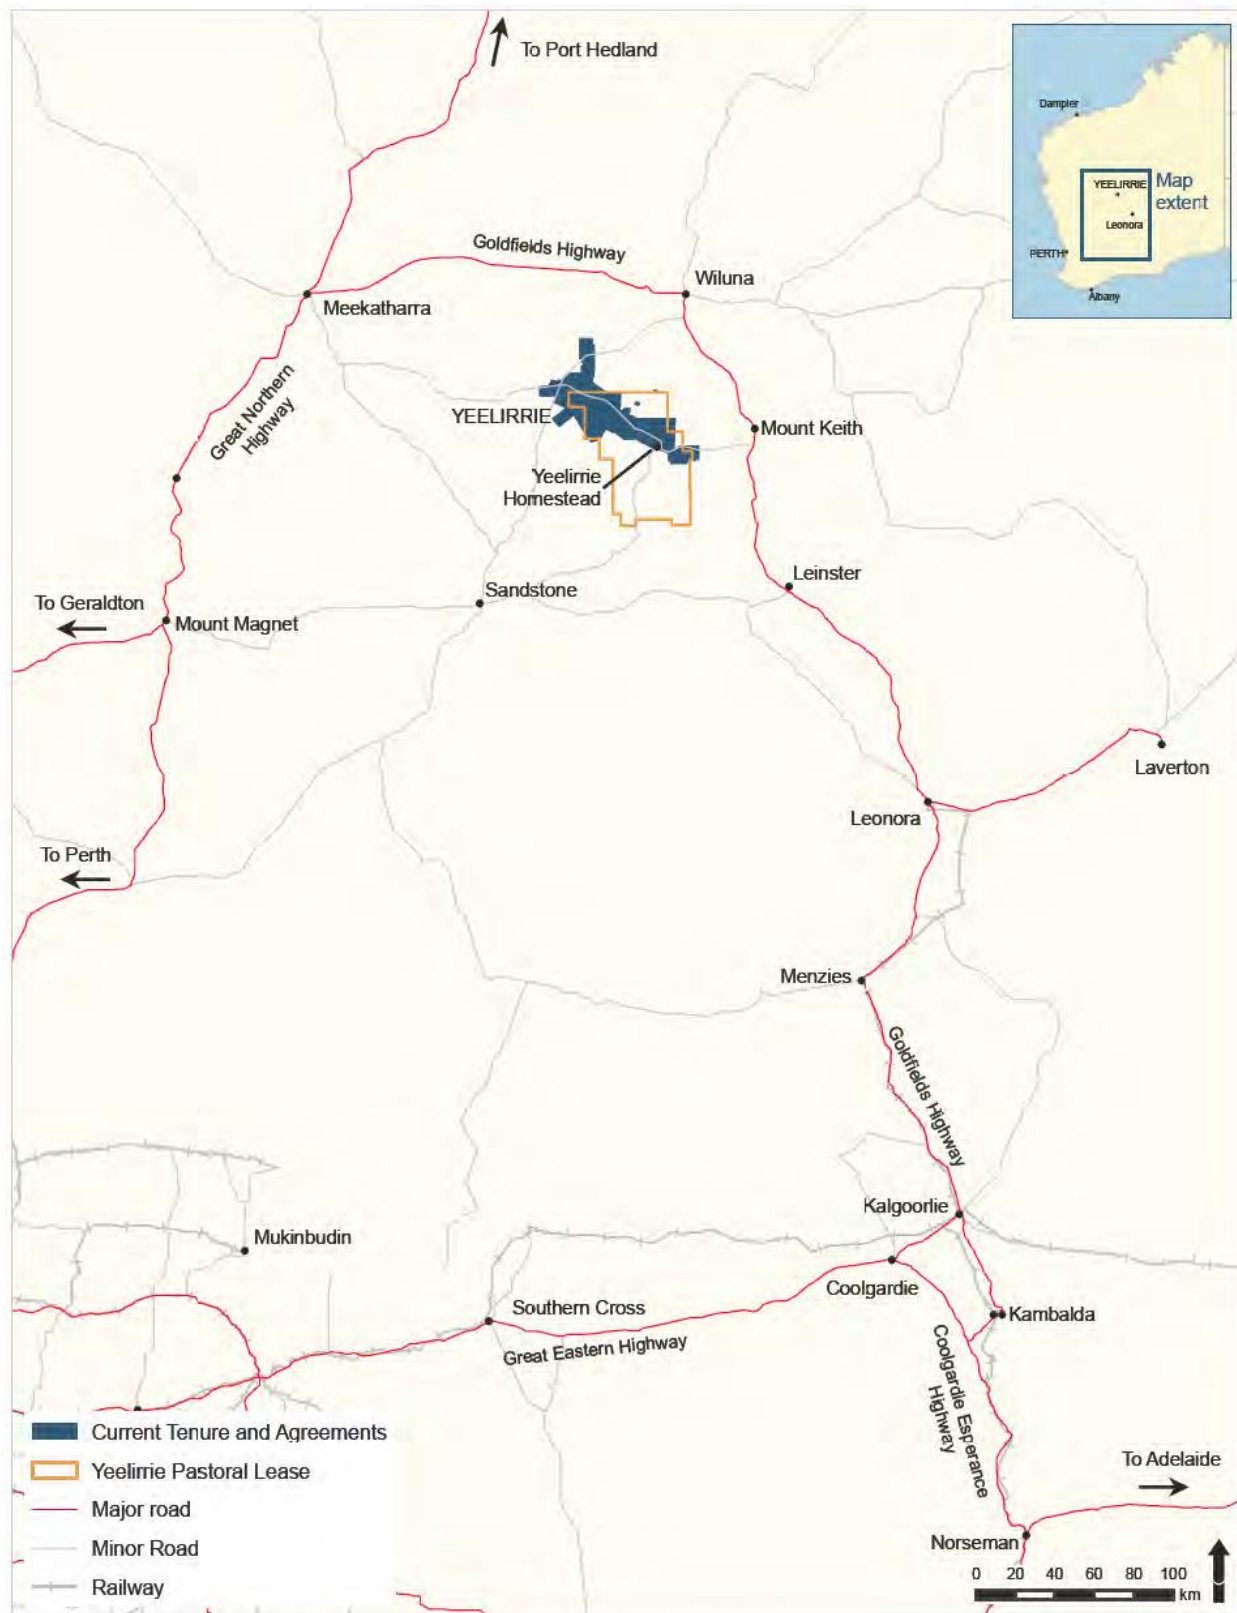 To Port Hedland
Dampier
YEELIRRIE
Map
extent
Leonora
PERTH
Albany
Goldfields Highway
Wiluna
Meekatharra
Great Northern
Highway
YEELIRRIE
Mount Keith
Yeelirrie
Homestead
Leinster
Sandstone
To Geraldton
Mount Magnet
Laverton
Leonora
To Perth
Menzies
Goldfields Highway
Kalgoorlie
Mukinbudin
Coolgardie
Southern Cross
Kambalda
Great Eastern Highway
Coolgardie Esperance
Highway
Current Tenure and Agreements
Yeelirrie Pastoral Lease
Major road
Minor Road
Railway
To Adelaide
Norseman
0 20 40 60 80 100
km